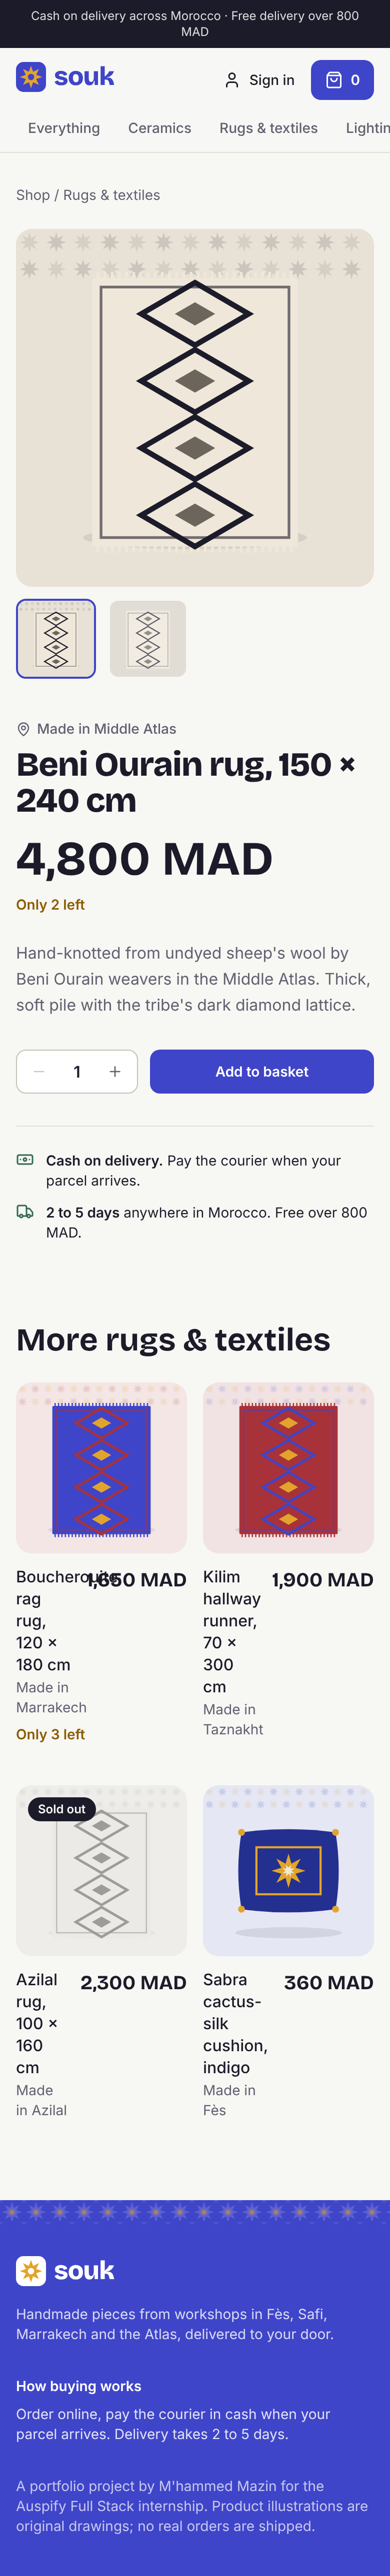 Cash on delivery across Morocco · Free delivery over 800
MAD
souk
Sign in
0
Everything
Ceramics
Rugs & textiles
Lightin
Shop / Rugs & textiles
Made in Middle Atlas
Beni Ourain rug, 150 ×
240 cm
4,800 MAD
Only 2 left
Hand-knotted from undyed sheep's wool by
Beni Ourain weavers in the Middle Atlas. Thick,
soft pile with the tribe's dark diamond lattice.
1
Add to basket
Cash on delivery. Pay the courier when your
parcel arrives.
2 to 5 days anywhere in Morocco. Free over 800
MAD.
More rugs & textiles
Boucherouite
rag
rug,
120 ×
180 cm
1,650 MAD
Made in
Marrakech
Only 3 left
Kilim
hallway
runner,
70 ×
300
cm
1,900 MAD
Made in
Taznakht
Sold out
Azilal
rug,
100 ×
160
cm
2,300 MAD
Made
in Azilal
Sabra
cactus-
silk
cushion,
indigo
360 MAD
Made in
Fès
souk
Handmade pieces from workshops in Fès, Safi,
Marrakech and the Atlas, delivered to your door.
How buying works
Order online, pay the courier in cash when your
parcel arrives. Delivery takes 2 to 5 days.
A portfolio project by M'hammed Mazin for the
Auspify Full Stack internship. Product illustrations are
original drawings; no real orders are shipped.